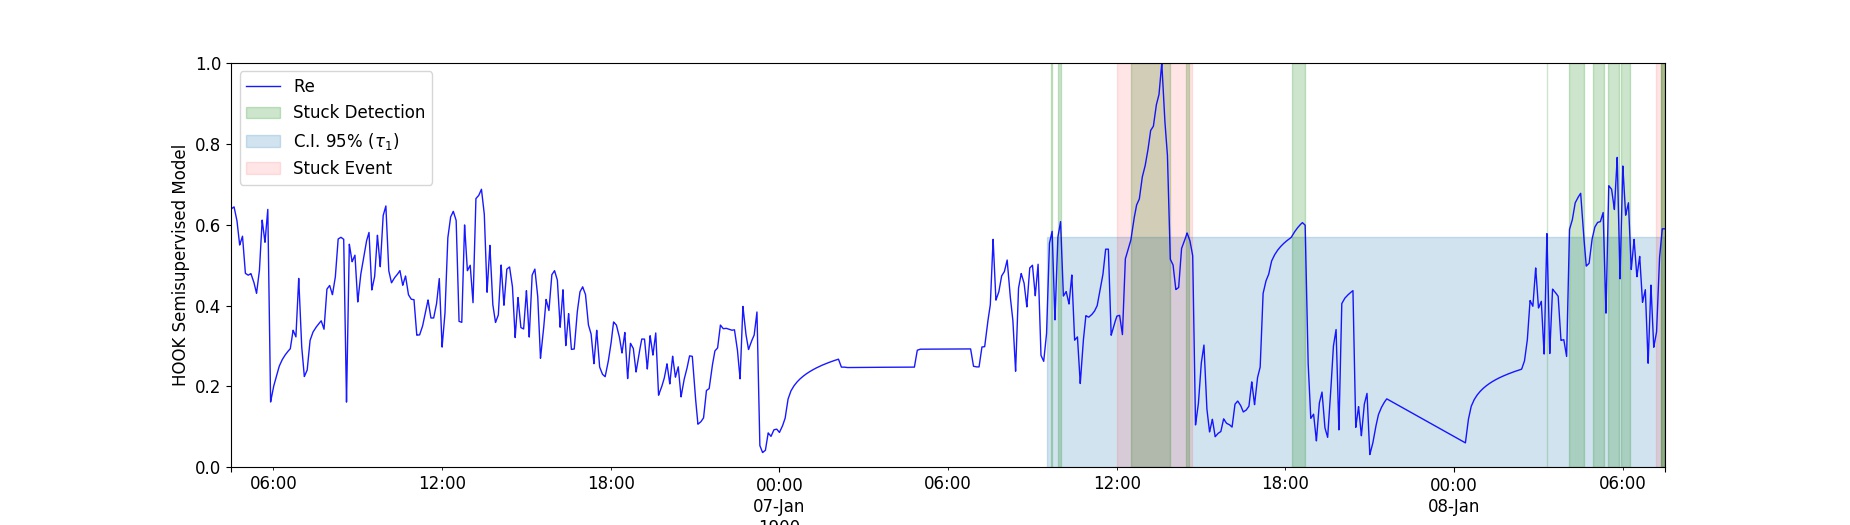 1.0
0.8
0.6
0.4
0.2
0.0
HOOK Semisupervised Model
Re
Stuck Detection
C.I. 95% (τ₁)
Stuck Event
06:00
12:00
18:00
00:00
07-Jan
1900
06:00
12:00
18:00
00:00
08-Jan
06:00